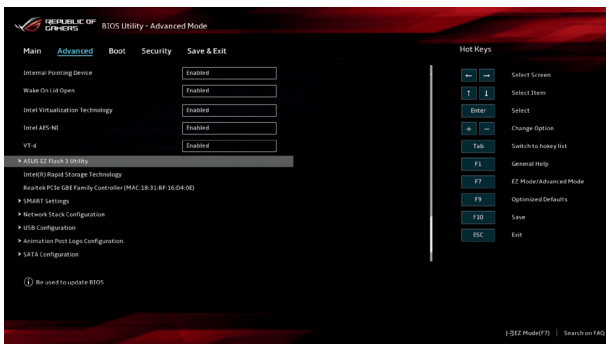 REPUBLIC OF
GAMERS
BIOS Utility - Advanced Mode
Main Advanced Boot Security Save & Exit
Internal Pointing Device Enabled
Wake On Lid Open Enabled
Intel Virtualization Technology Enabled
Intel AES-NI Enabled
VT-d Enabled
ASUS EZ Flash 3 Utility
Intel(R) Rapid Storage Technology
Realtek PCIe GBE Family Controller (MAC:18:31:BF:16:D4:0E)
SMART Settings
Network Stack Configuration
USB Configuration
Animation Post Logo Configuration.
SATA Configuration
Be used to update BIOS
Hot Keys
← → Select Screen
↑ ↓ Select Item
Enter Select
+ − Change Option
Tab Switch to hokey list
F1 General Help
F7 EZ Mode/Advanced Mode
F9 Optimized Defaults
F10 Save
ESC Exit
EZ Mode(F7) | Search on FAQ